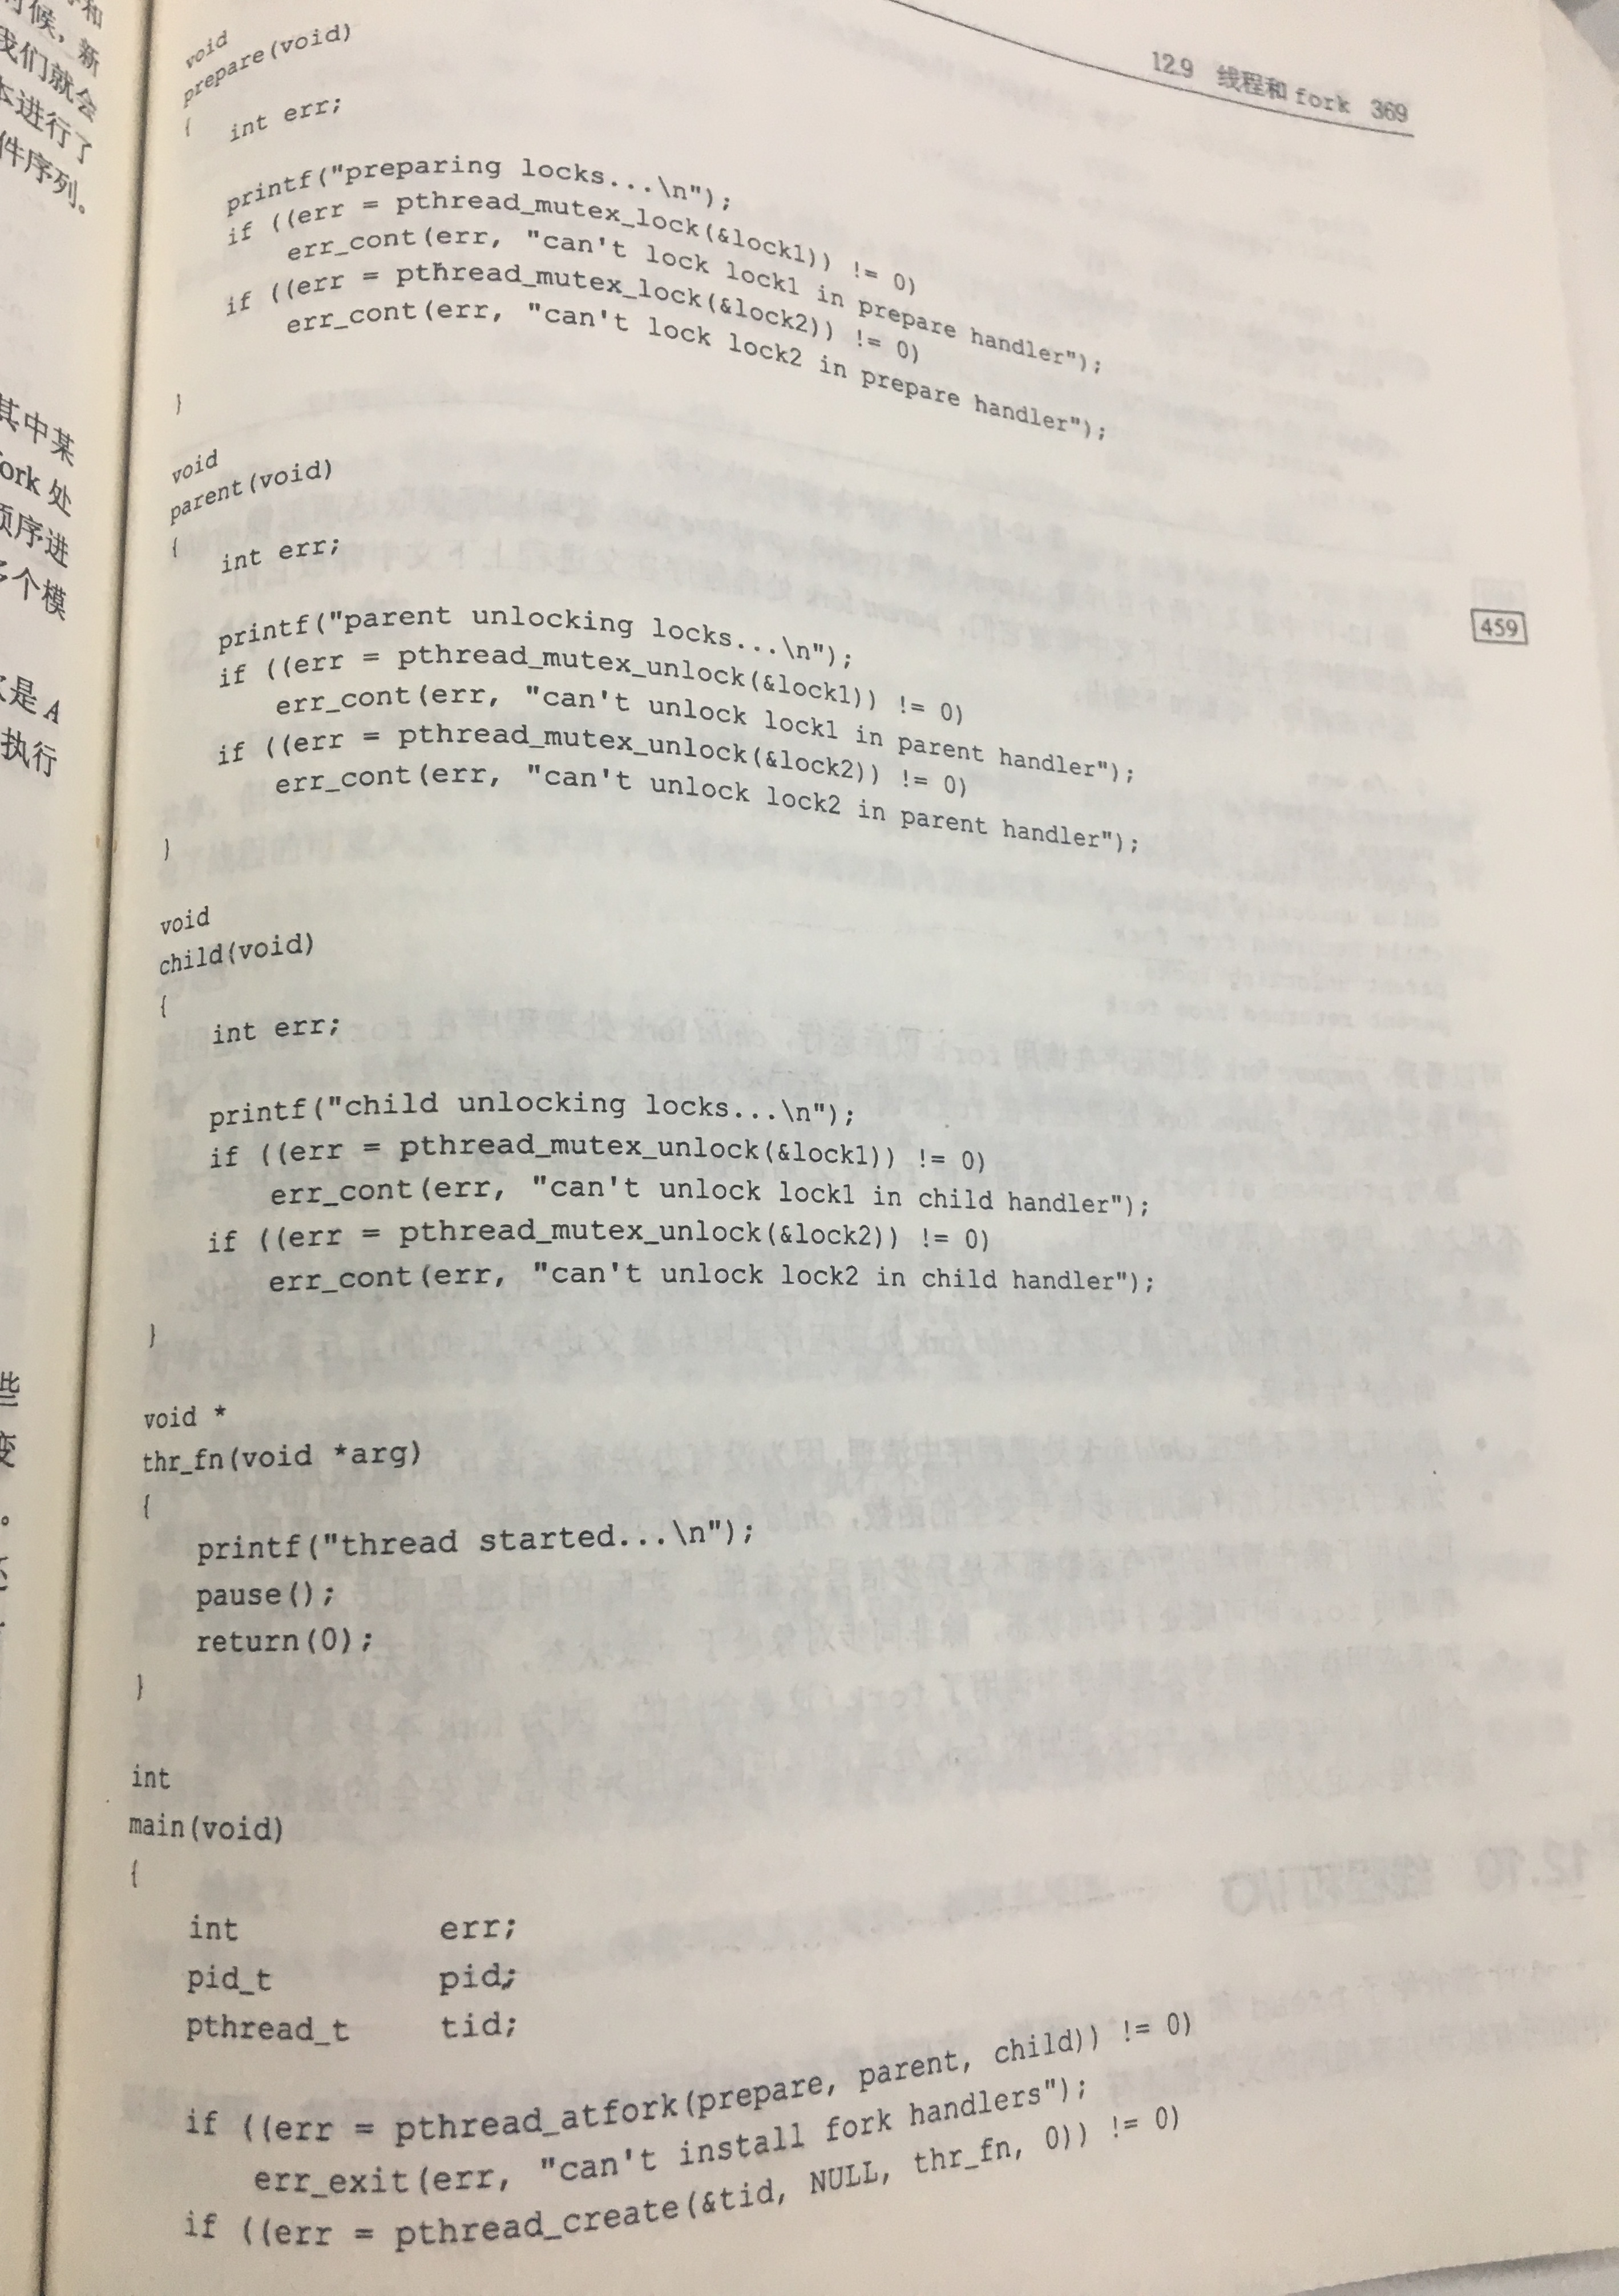 12.9 线程和 fork 369
void
prepare(void)
{
    int err;

    printf("preparing locks...\n");
    if ((err = pthread_mutex_lock(&lock1)) != 0)
        err_cont(err, "can't lock lock1 in prepare handler");
    if ((err = pthread_mutex_lock(&lock2)) != 0)
        err_cont(err, "can't lock lock2 in prepare handler");
}

void
parent(void)
{
    int err;

    printf("parent unlocking locks...\n");
    if ((err = pthread_mutex_unlock(&lock1)) != 0)
        err_cont(err, "can't unlock lock1 in parent handler");
    if ((err = pthread_mutex_unlock(&lock2)) != 0)
        err_cont(err, "can't unlock lock2 in parent handler");
}
459

void
child(void)
{
    int err;

    printf("child unlocking locks...\n");
    if ((err = pthread_mutex_unlock(&lock1)) != 0)
        err_cont(err, "can't unlock lock1 in child handler");
    if ((err = pthread_mutex_unlock(&lock2)) != 0)
        err_cont(err, "can't unlock lock2 in child handler");
}

void *
thr_fn(void *arg)
{
    printf("thread started...\n");
    pause();
    return(0);
}

int
main(void)
{
    int         err;
    pid_t       pid;
    pthread_t   tid;

    if ((err = pthread_atfork(prepare, parent, child)) != 0)
        err_exit(err, "can't install fork handlers");
    if ((err = pthread_create(&tid, NULL, thr_fn, 0)) != 0)